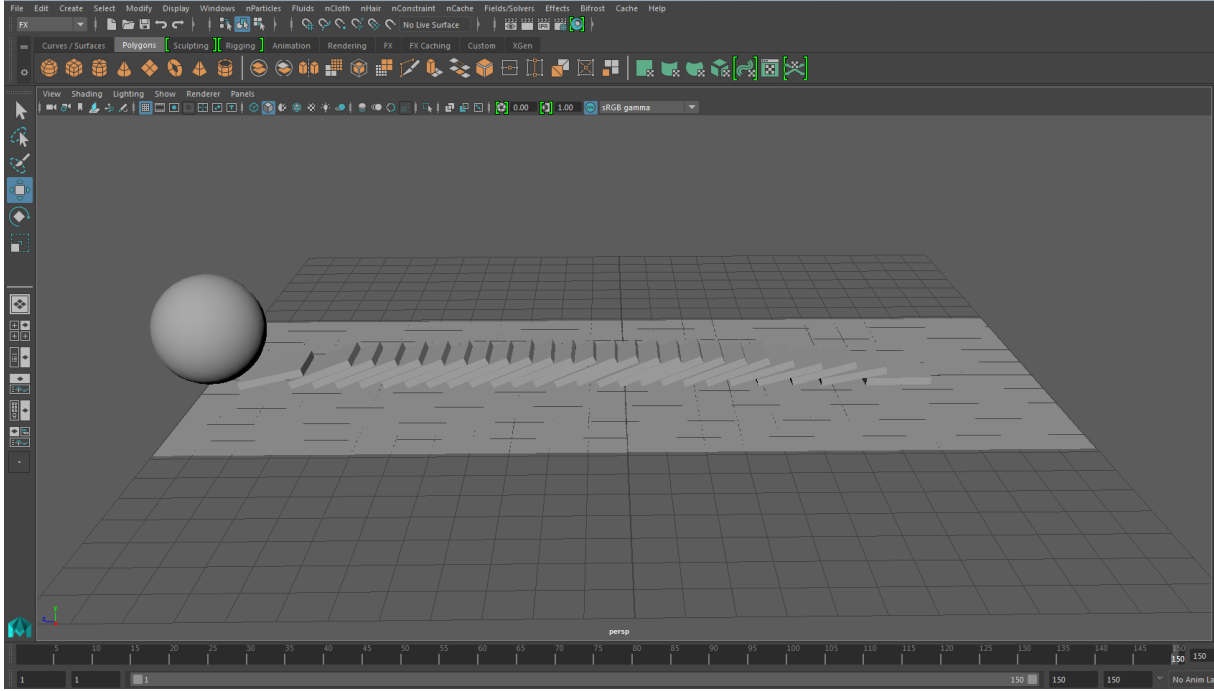 File Edit Create Select Modify Display Windows nParticles Fluids nCloth nHair nConstraint nCache Fields/Solvers Effects Bifrost Cache Help
FX No Live Surface
Curves / Surfaces Polygons Sculpting Rigging Animation Rendering FX FX Caching Custom XGen
View Shading Lighting Show Renderer Panels
0.00 1.00 sRGB gamma
y
z
persp
5 10 15 20 25 30 35 40 45 50 55 60 65 70 75 80 85 90 95 100 105 110 115 120 125 130 135 140 145 150
150 150
1 1 1 150 150 150 No Anim La